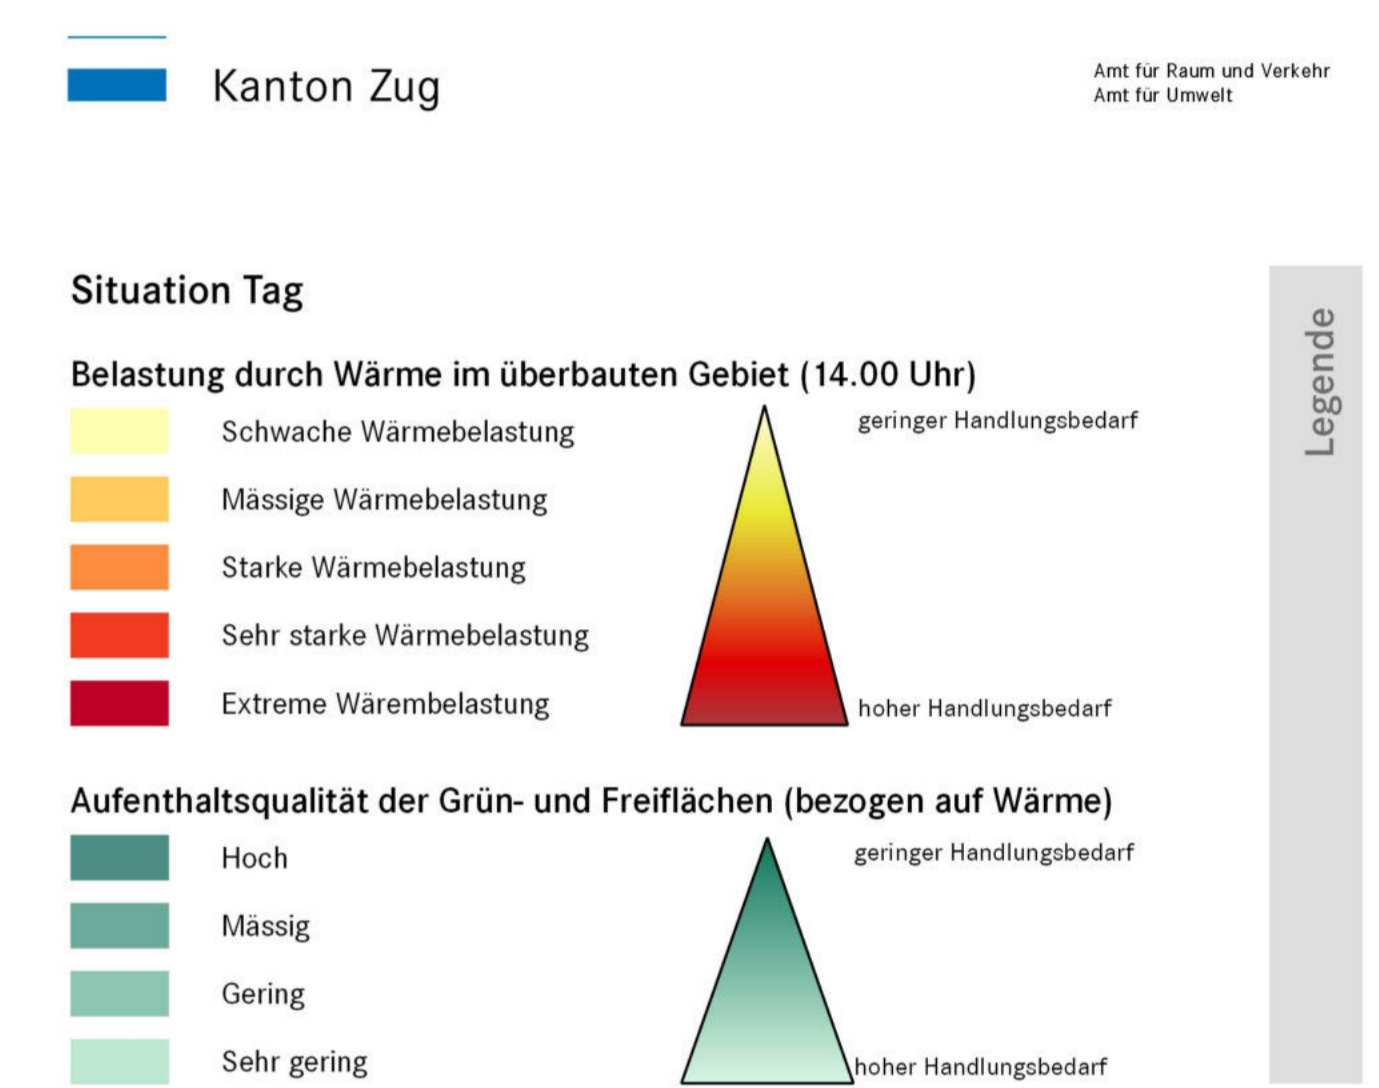 Kanton Zug
Amt für Raum und Verkehr
Amt für Umwelt
Situation Tag
Legende
Belastung durch Wärme im überbauten Gebiet (14.00 Uhr)
Schwache Wärmebelastung
geringer Handlungsbedarf
Mässige Wärmebelastung
Starke Wärmebelastung
Sehr starke Wärmebelastung
Extreme Wärembelastung
hoher Handlungsbedarf
Aufenthaltsqualität der Grün- und Freiflächen (bezogen auf Wärme)
Hoch
geringer Handlungsbedarf
Mässig
Gering
Sehr gering
hoher Handlungsbedarf